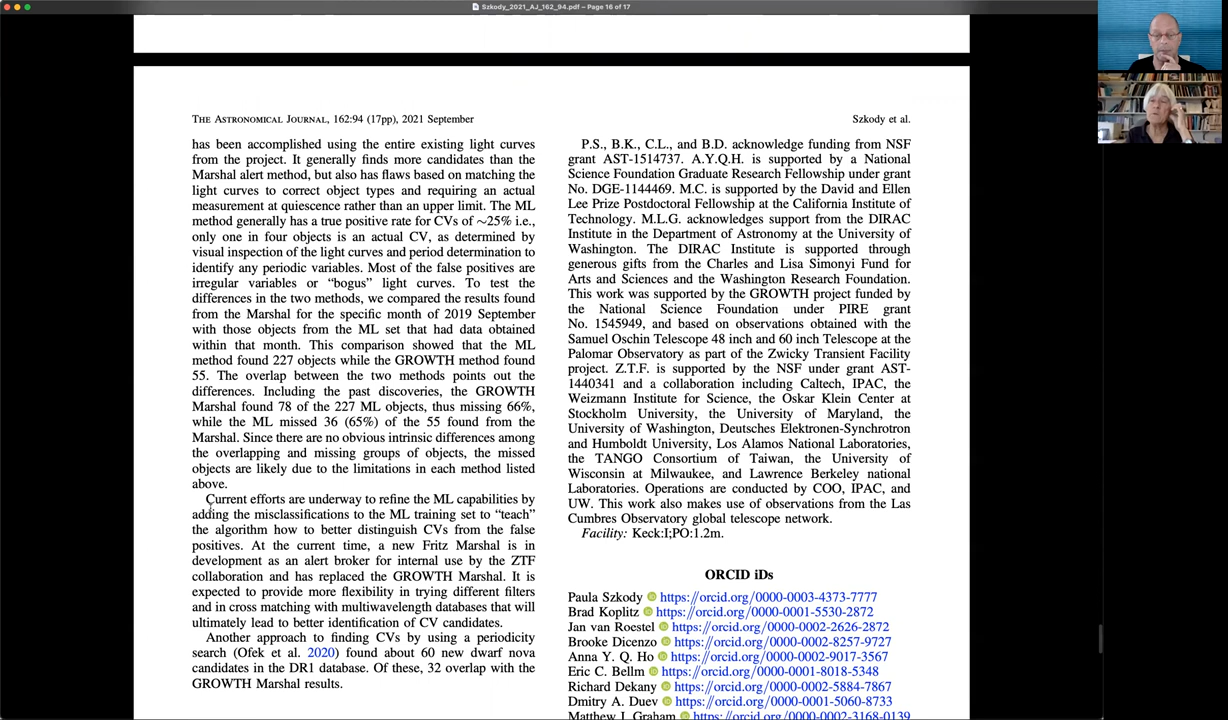 Szkody_2021_AJ_162_94.pdf – Page 16 of 17
THE ASTRONOMICAL JOURNAL, 162:94 (17pp), 2021 September
Szkody et al.
has been accomplished using the entire existing light curves
from the project. It generally finds more candidates than the
Marshal alert method, but also has flaws based on matching the
light curves to correct object types and requiring an actual
measurement at quiescence rather than an upper limit. The ML
method generally has a true positive rate for CVs of ~25% i.e.,
only one in four objects is an actual CV, as determined by
visual inspection of the light curves and period determination to
identify any periodic variables. Most of the false positives are
irregular variables or “bogus” light curves. To test the
differences in the two methods, we compared the results found
from the Marshal for the specific month of 2019 September
with those objects from the ML set that had data obtained
within that month. This comparison showed that the ML
method found 227 objects while the GROWTH method found
55. The overlap between the two methods points out the
differences. Including the past discoveries, the GROWTH
Marshal found 78 of the 227 ML objects, thus missing 66%,
while the ML missed 36 (65%) of the 55 found from the
Marshal. Since there are no obvious intrinsic differences among
the overlapping and missing groups of objects, the missed
objects are likely due to the limitations in each method listed
above.
Current efforts are underway to refine the ML capabilities by
adding the misclassifications to the ML training set to “teach”
the algorithm how to better distinguish CVs from the false
positives. At the current time, a new Fritz Marshal is in
development as an alert broker for internal use by the ZTF
collaboration and has replaced the GROWTH Marshal. It is
expected to provide more flexibility in trying different filters
and in cross matching with multiwavelength databases that will
ultimately lead to better identification of CV candidates.
Another approach to finding CVs by using a periodicity
search (Ofek et al. 2020) found about 60 new dwarf nova
candidates in the DR1 database. Of these, 32 overlap with the
GROWTH Marshal results.
P.S., B.K., C.L., and B.D. acknowledge funding from NSF
grant AST-1514737. A.Y.Q.H. is supported by a National
Science Foundation Graduate Research Fellowship under grant
No. DGE-1144469. M.C. is supported by the David and Ellen
Lee Prize Postdoctoral Fellowship at the California Institute of
Technology. M.L.G. acknowledges support from the DIRAC
Institute in the Department of Astronomy at the University of
Washington. The DIRAC Institute is supported through
generous gifts from the Charles and Lisa Simonyi Fund for
Arts and Sciences and the Washington Research Foundation.
This work was supported by the GROWTH project funded by
the National Science Foundation under PIRE grant
No. 1545949, and based on observations obtained with the
Samuel Oschin Telescope 48 inch and 60 inch Telescope at the
Palomar Observatory as part of the Zwicky Transient Facility
project. Z.T.F. is supported by the NSF under grant AST-
1440341 and a collaboration including Caltech, IPAC, the
Weizmann Institute for Science, the Oskar Klein Center at
Stockholm University, the University of Maryland, the
University of Washington, Deutsches Elektronen-Synchrotron
and Humboldt University, Los Alamos National Laboratories,
the TANGO Consortium of Taiwan, the University of
Wisconsin at Milwaukee, and Lawrence Berkeley national
Laboratories. Operations are conducted by COO, IPAC, and
UW. This work also makes use of observations from the Las
Cumbres Observatory global telescope network.
Facility: Keck:I;PO:1.2m.
ORCID iDs
Paula Szkody https://orcid.org/0000-0003-4373-7777
Brad Koplitz https://orcid.org/0000-0001-5530-2872
Jan van Roestel https://orcid.org/0000-0002-2626-2872
Brooke Dicenzo https://orcid.org/0000-0002-8257-9727
Anna Y. Q. Ho https://orcid.org/0000-0002-9017-3567
Eric C. Bellm https://orcid.org/0000-0001-8018-5348
Richard Dekany https://orcid.org/0000-0002-5884-7867
Dmitry A. Duev https://orcid.org/0000-0001-5060-8733
Matthew J. Graham https://orcid.org/0000-0002-3168-0139